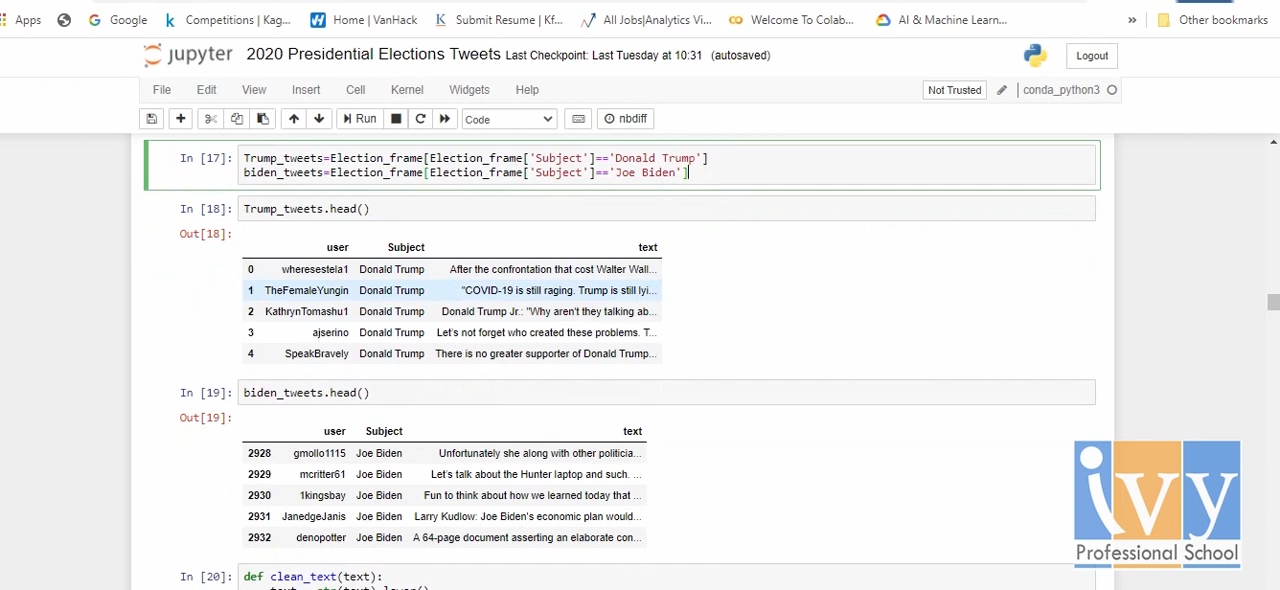 Apps Google Competitions | Kag... Home | VanHack Submit Resume | Kf... All Jobs|Analytics Vi... Welcome To Colab... AI & Machine Learn... » Other bookmarks
jupyter 2020 Presidential Elections Tweets Last Checkpoint: Last Tuesday at 10:31 (autosaved) Logout
File Edit View Insert Cell Kernel Widgets Help Not Trusted conda_python3
Run Code nbdiff
In [17]: Trump_tweets=Election_frame[Election_frame['Subject']=='Donald Trump']
biden_tweets=Election_frame[Election_frame['Subject']=='Joe Biden']
In [18]: Trump_tweets.head()
Out[18]:
user Subject text
0 wheresestela1 Donald Trump After the confrontation that cost Walter Wall...
1 TheFemaleYungin Donald Trump "COVID-19 is still raging. Trump is still lyi...
2 KathrynTomashu1 Donald Trump Donald Trump Jr.: "Why aren't they talking ab...
3 ajserino Donald Trump Let's not forget who created these problems. T...
4 SpeakBravely Donald Trump There is no greater supporter of Donald Trump...
In [19]: biden_tweets.head()
Out[19]:
user Subject text
2928 gmollo1115 Joe Biden Unfortunately she along with other politicia...
2929 mcritter61 Joe Biden Let's talk about the Hunter laptop and such. ...
2930 1kingsbay Joe Biden Fun to think about how we learned today that ...
2931 JanedgeJanis Joe Biden Larry Kudlow: Joe Biden's economic plan would...
2932 denopotter Joe Biden A 64-page document asserting an elaborate con...
ivy
Professional School
In [20]: def clean_text(text):